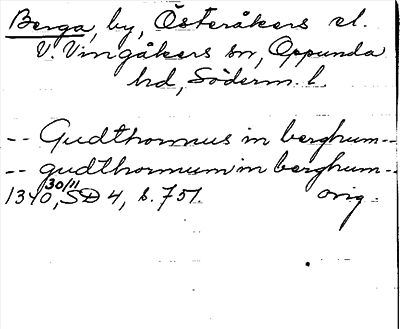 Berga, by, Österåkers el.
V. Vingåkers sn, Oppunda
hd, Söderm. l.
-- Gudthormus in berghum --
-- gudthormum in berghum --
1340 30/11, SD 4, s. 751. orig.